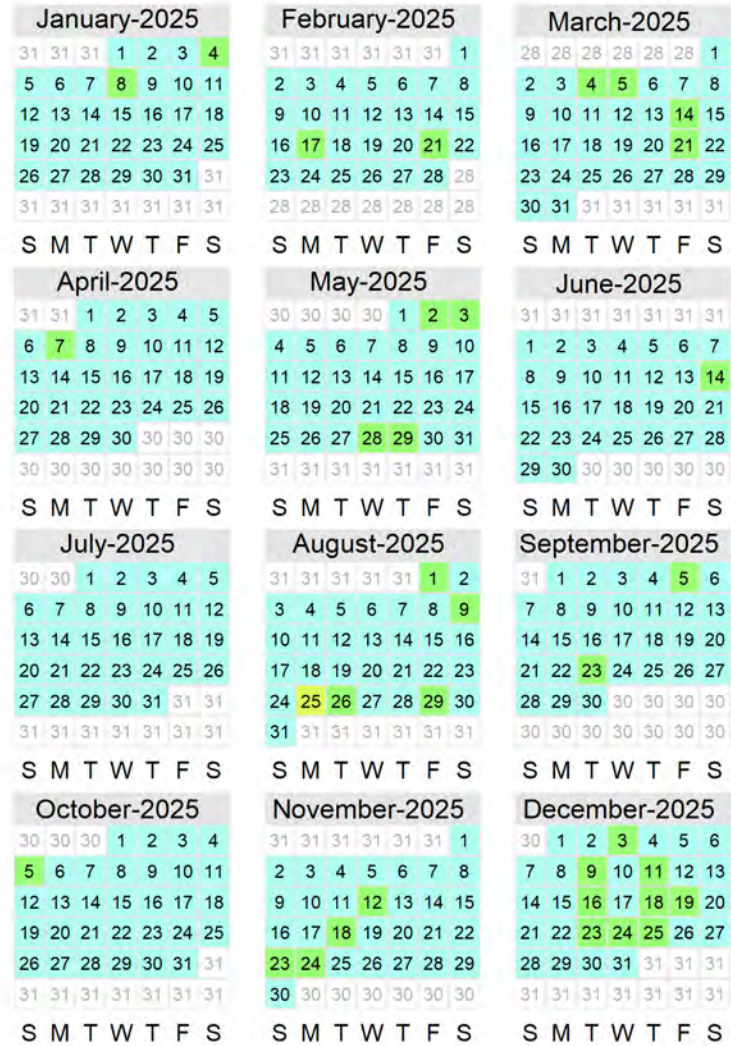 January-2025 February-2025 March-2025
31 31 31 1 2 3 4 31 31 31 31 31 31 1 28 28 28 28 28 28 1
5 6 7 8 9 10 11 2 3 4 5 6 7 8 2 3 4 5 6 7 8
12 13 14 15 16 17 18 9 10 11 12 13 14 15 9 10 11 12 13 14 15
19 20 21 22 23 24 25 16 17 18 19 20 21 22 16 17 18 19 20 21 22
26 27 28 29 30 31 31 23 24 25 26 27 28 28 23 24 25 26 27 28 29
31 31 31 31 31 31 31 28 28 28 28 28 28 28 30 31 31 31 31 31 31
S M T W T F S S M T W T F S S M T W T F S
April-2025 May-2025 June-2025
31 31 1 2 3 4 5 30 30 30 30 1 2 3 31 31 31 31 31 31 31
6 7 8 9 10 11 12 4 5 6 7 8 9 10 1 2 3 4 5 6 7
13 14 15 16 17 18 19 11 12 13 14 15 16 17 8 9 10 11 12 13 14
20 21 22 23 24 25 26 18 19 20 21 22 23 24 15 16 17 18 19 20 21
27 28 29 30 30 30 30 25 26 27 28 29 30 31 22 23 24 25 26 27 28
30 30 30 30 30 30 30 31 31 31 31 31 31 31 29 30 30 30 30 30 30
S M T W T F S S M T W T F S S M T W T F S
July-2025 August-2025 September-2025
30 30 1 2 3 4 5 31 31 31 31 31 1 2 31 1 2 3 4 5 6
6 7 8 9 10 11 12 3 4 5 6 7 8 9 7 8 9 10 11 12 13
13 14 15 16 17 18 19 10 11 12 13 14 15 16 14 15 16 17 18 19 20
20 21 22 23 24 25 26 17 18 19 20 21 22 23 21 22 23 24 25 26 27
27 28 29 30 31 31 31 24 25 26 27 28 29 30 28 29 30 30 30 30 30
31 31 31 31 31 31 31 31 31 31 31 31 31 31 30 30 30 30 30 30 30
S M T W T F S S M T W T F S S M T W T F S
October-2025 November-2025 December-2025
30 30 30 1 2 3 4 31 31 31 31 31 31 1 30 1 2 3 4 5 6
5 6 7 8 9 10 11 2 3 4 5 6 7 8 7 8 9 10 11 12 13
12 13 14 15 16 17 18 9 10 11 12 13 14 15 14 15 16 17 18 19 20
19 20 21 22 23 24 25 16 17 18 19 20 21 22 21 22 23 24 25 26 27
26 27 28 29 30 31 31 23 24 25 26 27 28 29 28 29 30 31 31 31 31
31 31 31 31 31 31 31 30 30 30 30 30 30 30 31 31 31 31 31 31 31
S M T W T F S S M T W T F S S M T W T F S